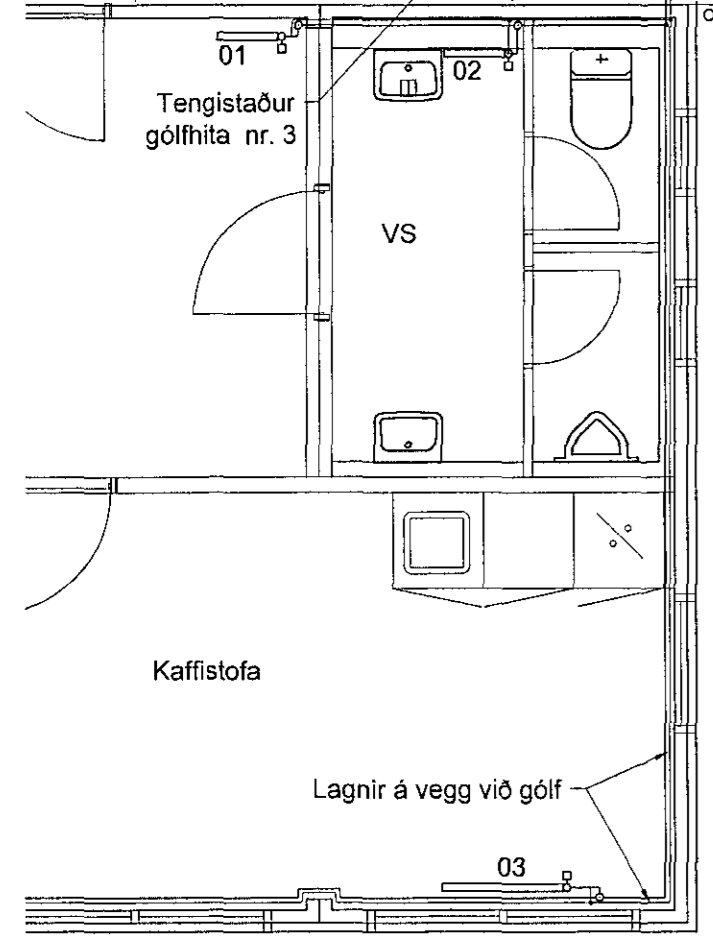 01
02
Tengistaður
gólfhita nr. 3
VS
Kaffistofa
Lagnir á vegg við gólf
03